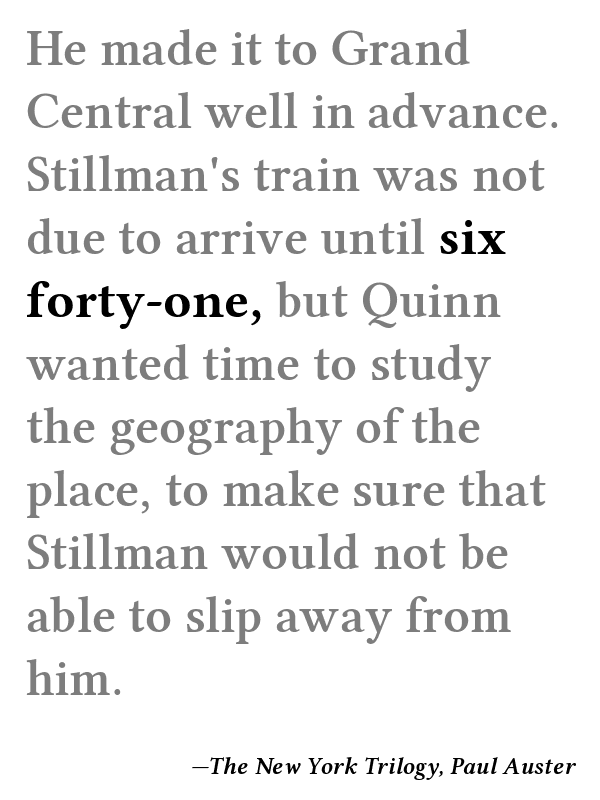 He made it to Grand
Central well in advance.
Stillman's train was not
due to arrive until six
forty-one, but Quinn
wanted time to study
the geography of the
place, to make sure that
Stillman would not be
able to slip away from
him.
—The New York Trilogy, Paul Auster